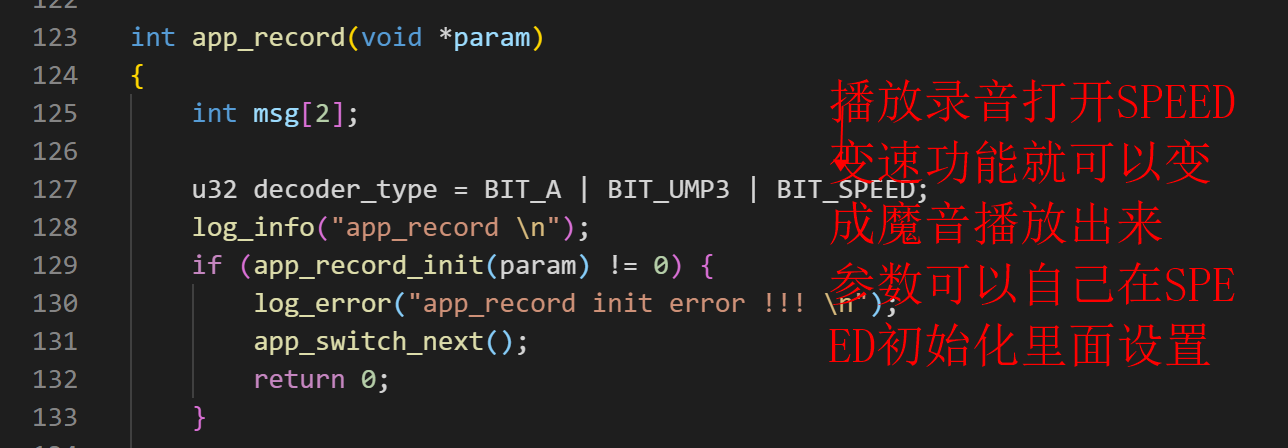 122
123 int app_record(void *param)
124 {
125 int msg[2];
126
127 u32 decoder_type = BIT_A | BIT_UMP3 | BIT_SPEED;
128 log_info("app_record \n");
129 if (app_record_init(param) != 0) {
130 log_error("app_record init error !!! \n");
131 app_switch_next();
132 return 0;
133 }
播放录音打开SPEED
变速功能就可以变
成魔音播放出来
参数可以自己在SPE
ED初始化里面设置